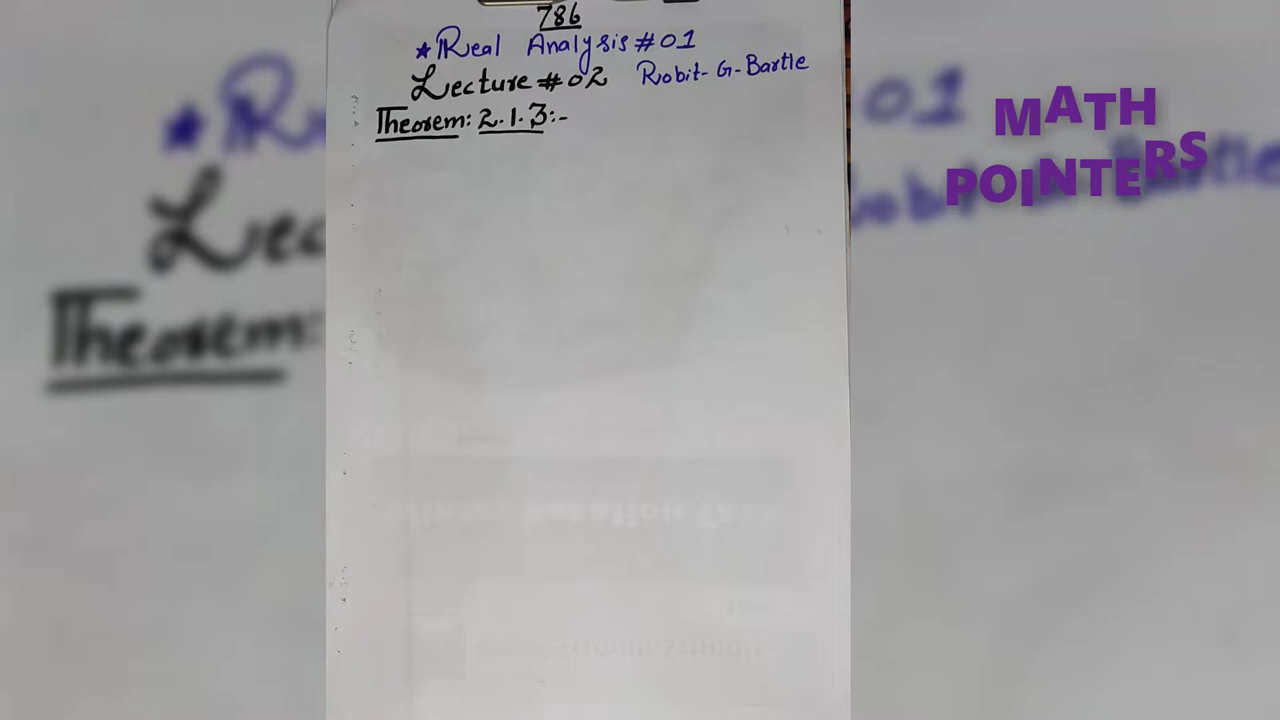 786
★ Real Analysis #01
Lecture #02 Robit-G-Bartle
Theorem: 2.1.3:-
MATH
POINTERS